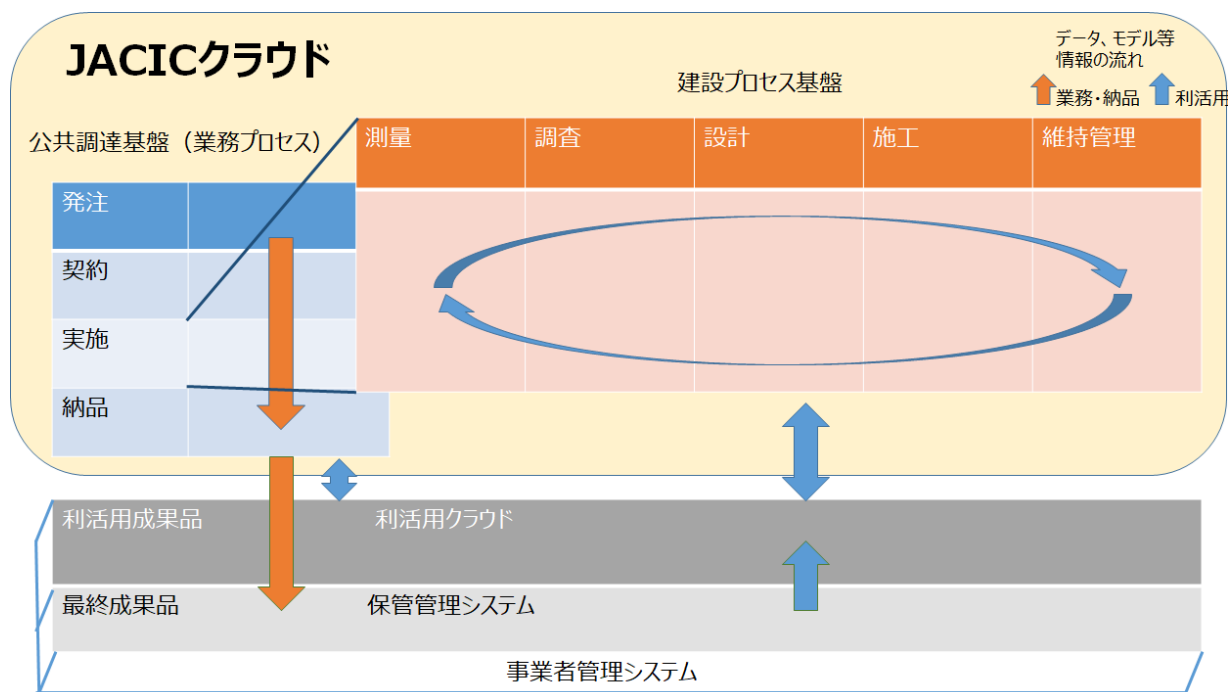 JACICクラウド
データ、モデル等
情報の流れ
業務・納品
利活用
建設プロセス基盤
公共調達基盤（業務プロセス）
測量
調査
設計
施工
維持管理
発注
契約
実施
納品
利活用成果品
利活用クラウド
最終成果品
保管管理システム
事業者管理システム